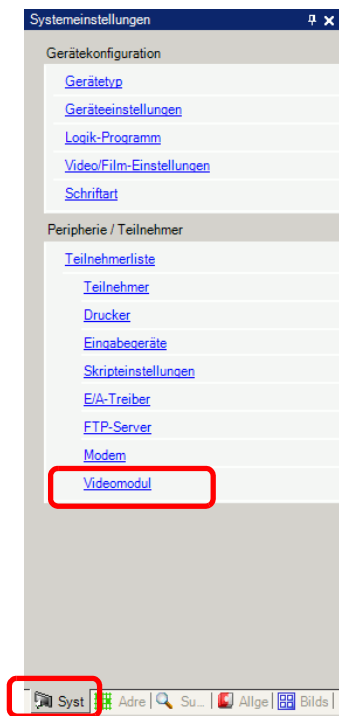 Systemeinstellungen
Gerätekonfiguration
Gerätetyp
Geräteeinstellungen
Logik-Programm
Video/Film-Einstellungen
Schriftart
Peripherie / Teilnehmer
Teilnehmerliste
Teilnehmer
Drucker
Eingabegeräte
Skripteinstellungen
E/A-Treiber
FTP-Server
Modem
Videomodul
Syst Adre Su... Allge Bilds